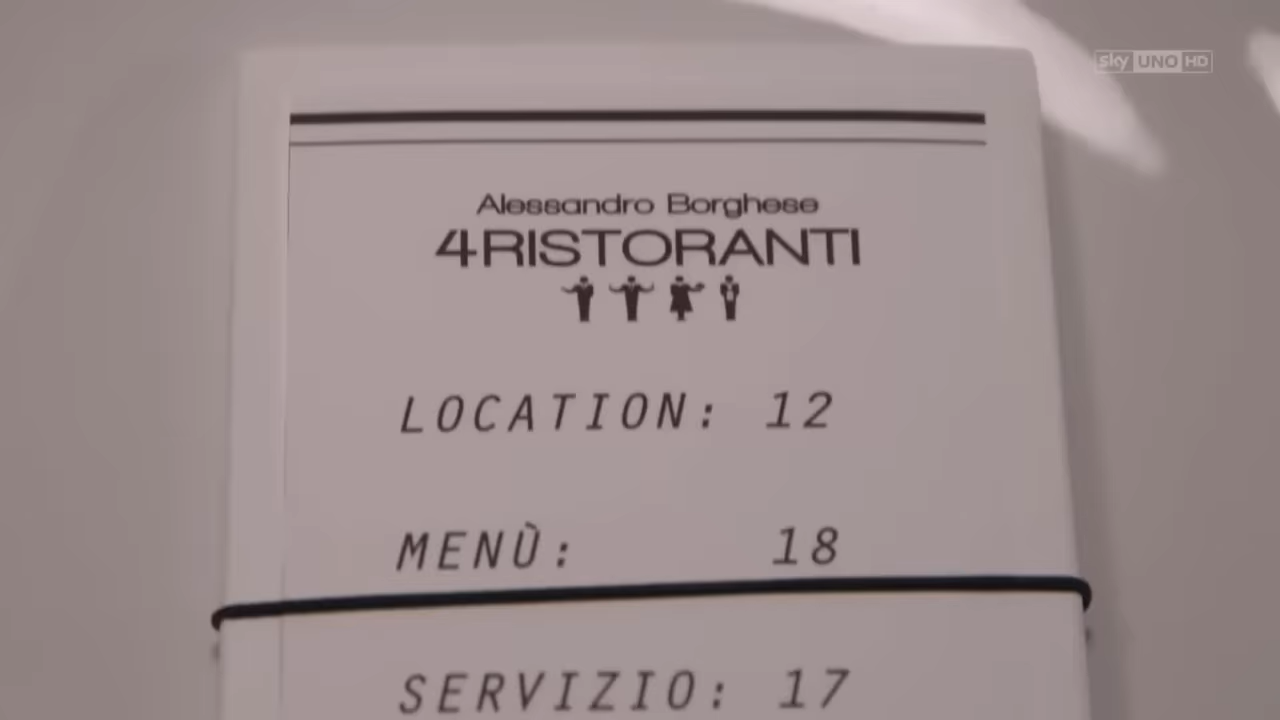 sky UNO HD
Alessandro Borghese
4RISTORANTI
LOCATION: 12
MENÙ: 18
SERVIZIO: 17